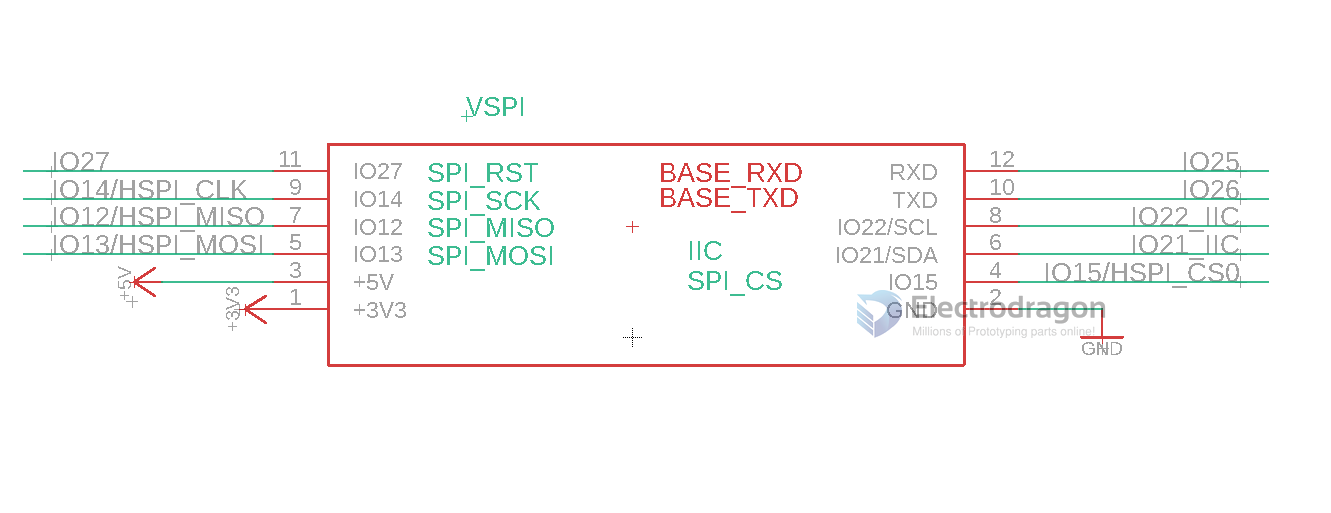 VSPI
IO27 11 IO27 SPI_RST BASE_RXD RXD 12 IO25
IO14/HSPI_CLK 9 IO14 SPI_SCK BASE_TXD TXD 10 IO26
IO12/HSPI_MISO 7 IO12 SPI_MISO IO22/SCL 8 IO22_IIC
IO13/HSPI_MOSI 5 IO13 SPI_MOSI IIC IO21/SDA 6 IO21_IIC
+5V 3 +5V SPI_CS IO15 4 IO15/HSPI_CS0
+3V3 1 +3V3 GND 2
Electrodragon
Millions of Prototyping parts online!
GND